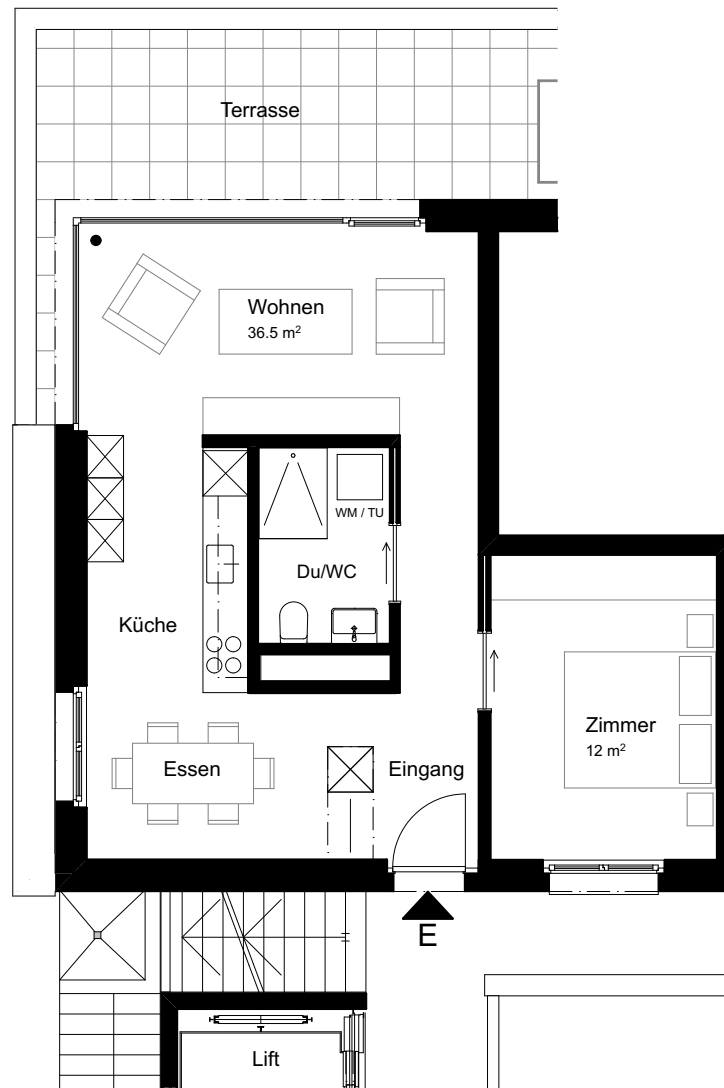 Terrasse
Wohnen
36.5 m²
WM / TU
Du/WC
Küche
Zimmer
12 m²
Essen
Eingang
E
Lift